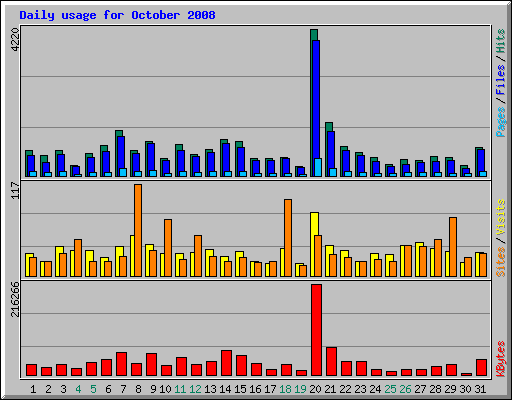 Daily usage for October 2008
4220
Pages / Files / Hits
117
Sites / Visits
216266
KBytes
1 2 3 4 5 6 7 8 9 10 11 12 13 14 15 16 17 18 19 20 21 22 23 24 25 26 27 28 29 30 31